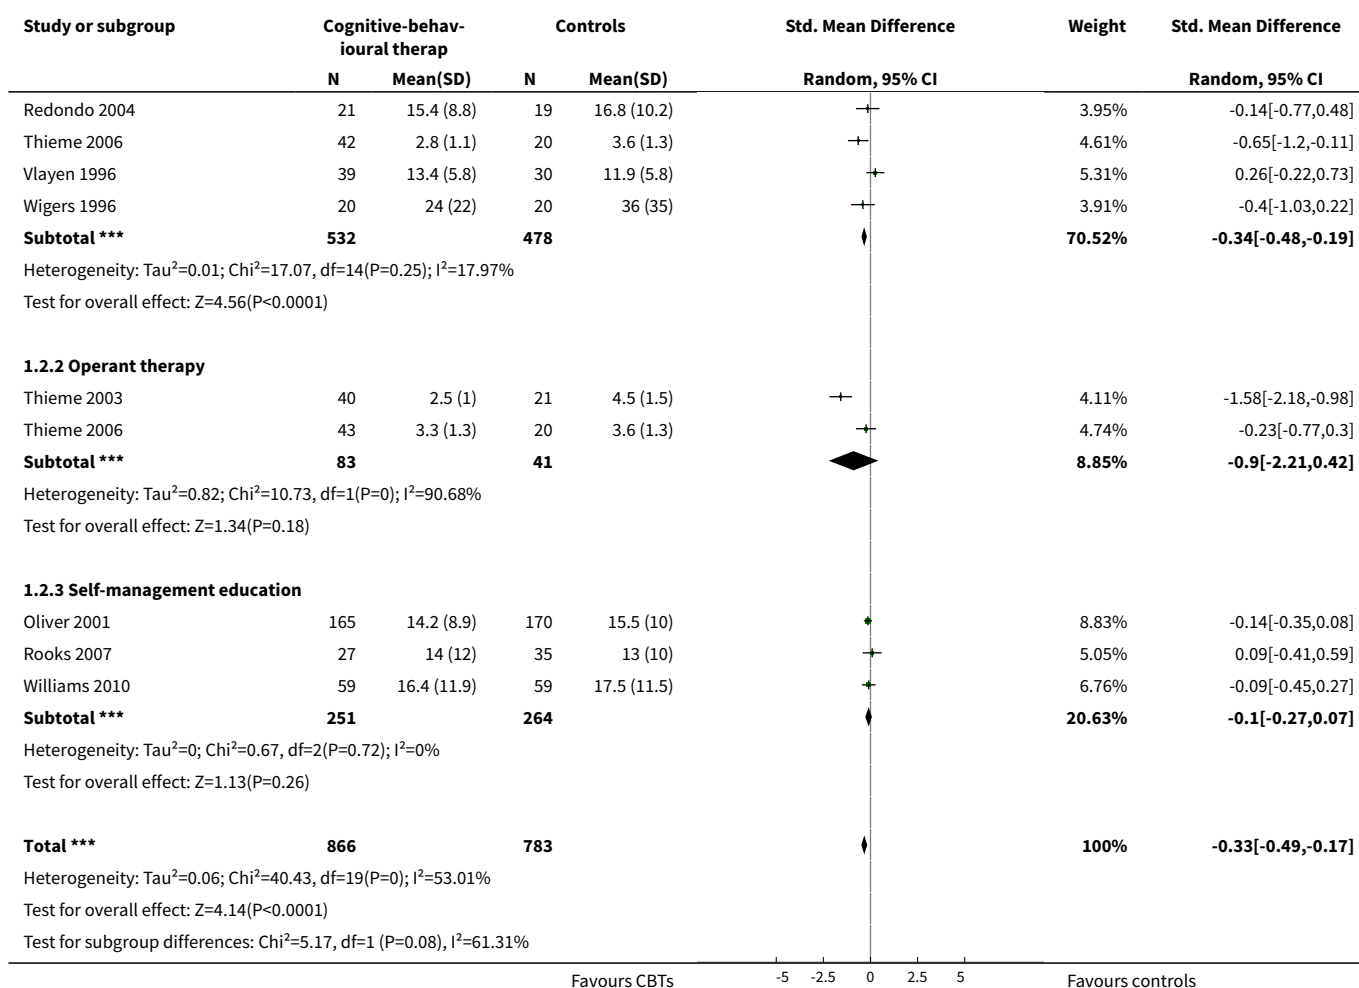 Study or subgroup Cognitive-behav- Controls Std. Mean Difference Weight Std. Mean Difference
ioural therap
N Mean(SD) N Mean(SD) Random, 95% CI Random, 95% CI
Redondo 2004 21 15.4 (8.8) 19 16.8 (10.2) 3.95% -0.14[-0.77,0.48]
Thieme 2006 42 2.8 (1.1) 20 3.6 (1.3) 4.61% -0.65[-1.2,-0.11]
Vlayen 1996 39 13.4 (5.8) 30 11.9 (5.8) 5.31% 0.26[-0.22,0.73]
Wigers 1996 20 24 (22) 20 36 (35) 3.91% -0.4[-1.03,0.22]
Subtotal *** 532 478 70.52% -0.34[-0.48,-0.19]
Heterogeneity: Tau²=0.01; Chi²=17.07, df=14(P=0.25); I²=17.97%
Test for overall effect: Z=4.56(P<0.0001)
1.2.2 Operant therapy
Thieme 2003 40 2.5 (1) 21 4.5 (1.5) 4.11% -1.58[-2.18,-0.98]
Thieme 2006 43 3.3 (1.3) 20 3.6 (1.3) 4.74% -0.23[-0.77,0.3]
Subtotal *** 83 41 8.85% -0.9[-2.21,0.42]
Heterogeneity: Tau²=0.82; Chi²=10.73, df=1(P=0); I²=90.68%
Test for overall effect: Z=1.34(P=0.18)
1.2.3 Self-management education
Oliver 2001 165 14.2 (8.9) 170 15.5 (10) 8.83% -0.14[-0.35,0.08]
Rooks 2007 27 14 (12) 35 13 (10) 5.05% 0.09[-0.41,0.59]
Williams 2010 59 16.4 (11.9) 59 17.5 (11.5) 6.76% -0.09[-0.45,0.27]
Subtotal *** 251 264 20.63% -0.1[-0.27,0.07]
Heterogeneity: Tau²=0; Chi²=0.67, df=2(P=0.72); I²=0%
Test for overall effect: Z=1.13(P=0.26)
Total *** 866 783 100% -0.33[-0.49,-0.17]
Heterogeneity: Tau²=0.06; Chi²=40.43, df=19(P=0); I²=53.01%
Test for overall effect: Z=4.14(P<0.0001)
Test for subgroup differences: Chi²=5.17, df=1 (P=0.08), I²=61.31%
Favours CBTs -5 -2.5 0 2.5 5 Favours controls